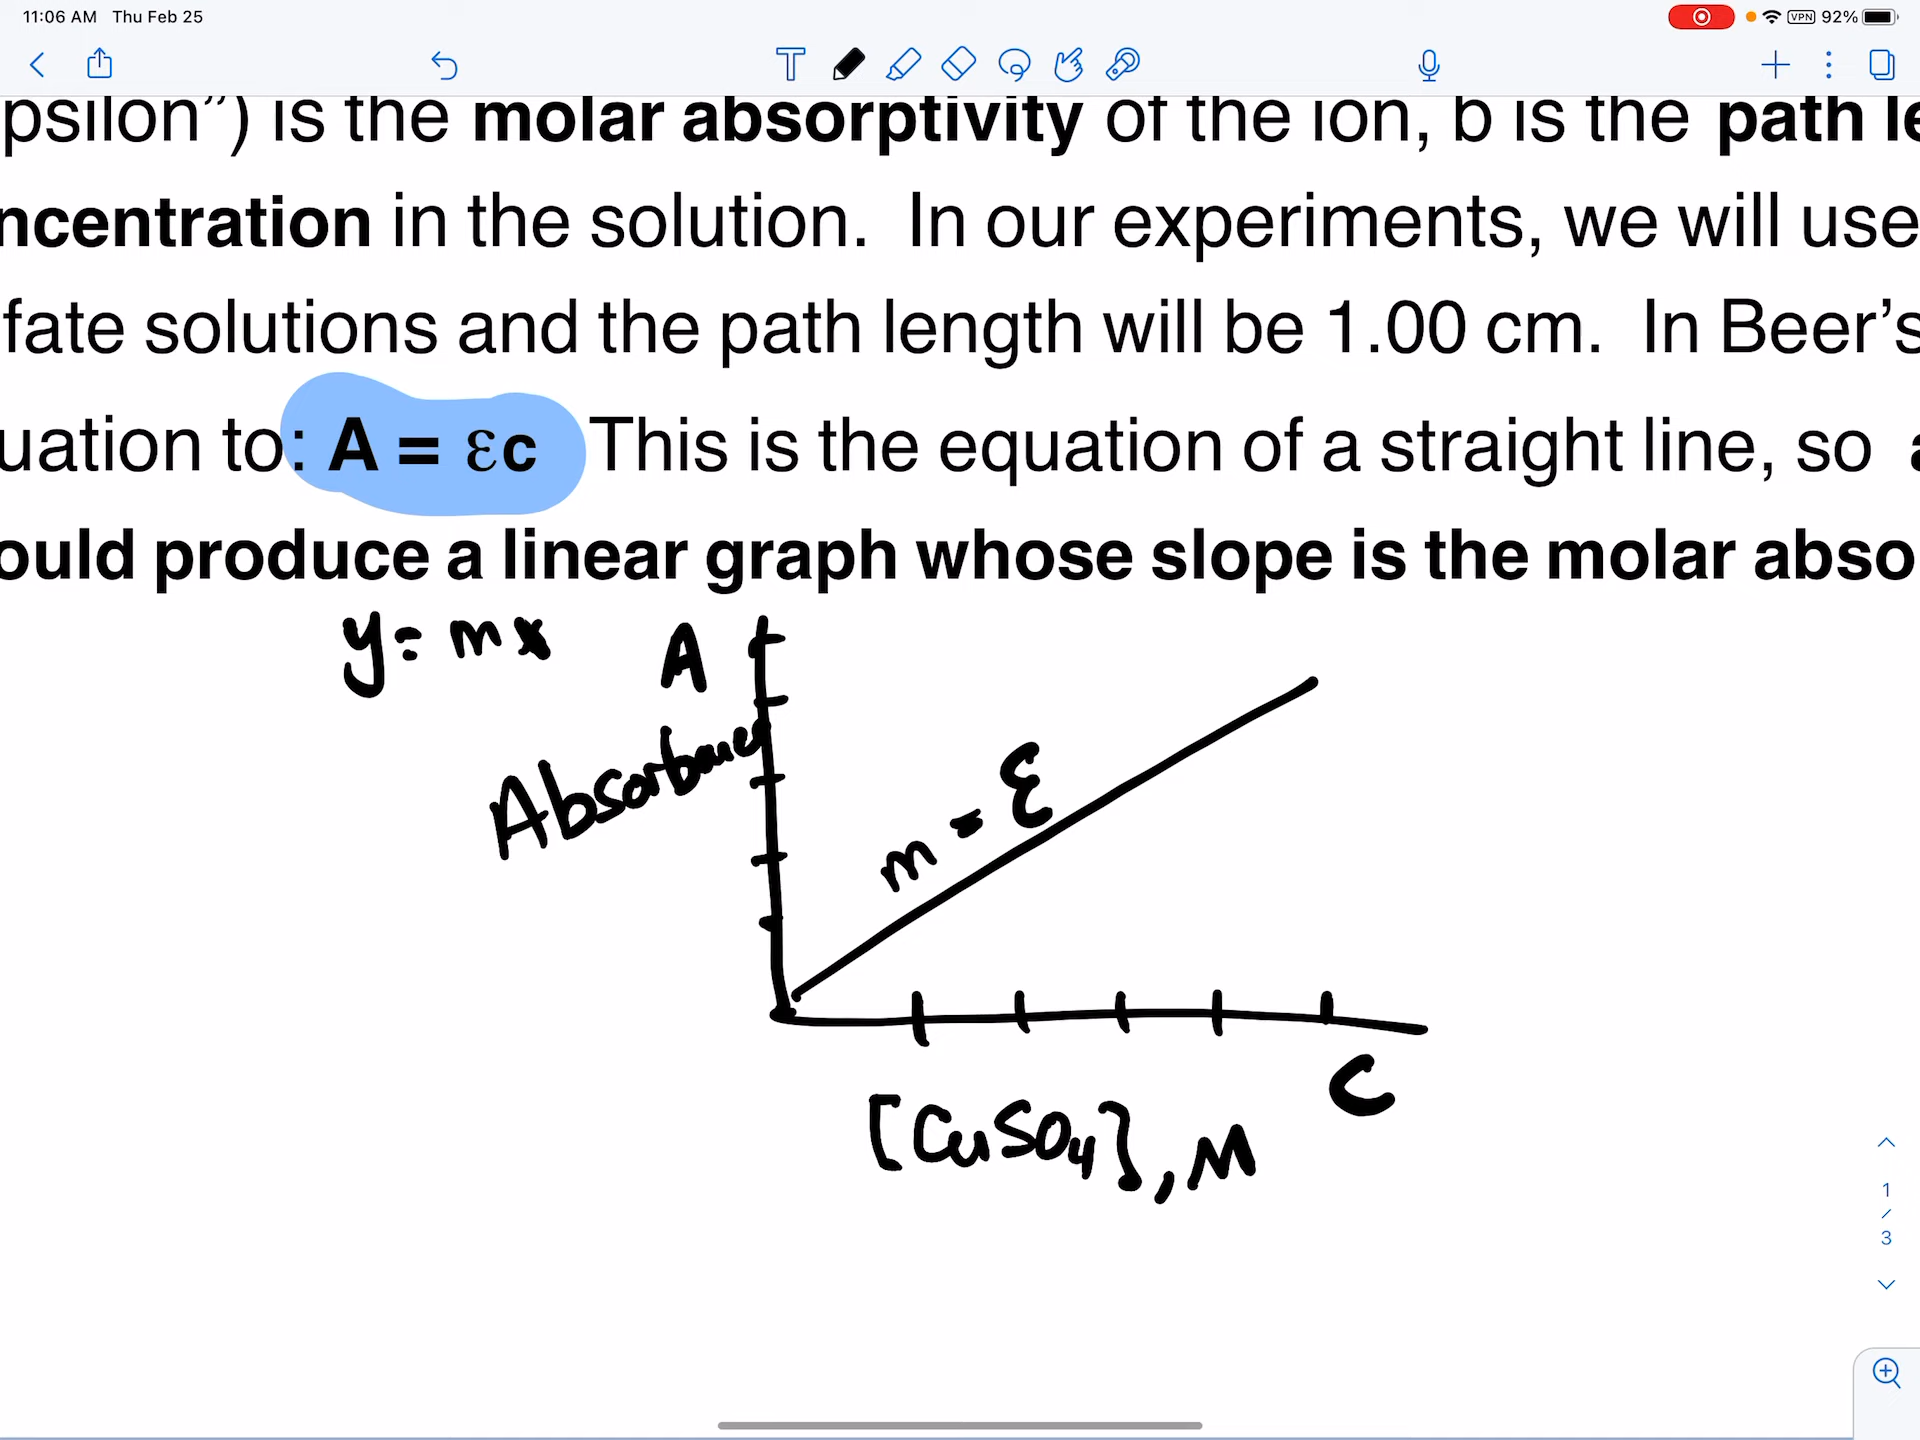 11:06 AM Thu Feb 25
VPN 92%
psilon”) is the molar absorptivity of the ion, b is the path le
ncentration in the solution. In our experiments, we will use
fate solutions and the path length will be 1.00 cm. In Beer’s
uation to: A = εc This is the equation of a straight line, so a
ould produce a linear graph whose slope is the molar abso
y = mx
A
Absorbance
m = ε
C
[CuSO4], M
1
/
3